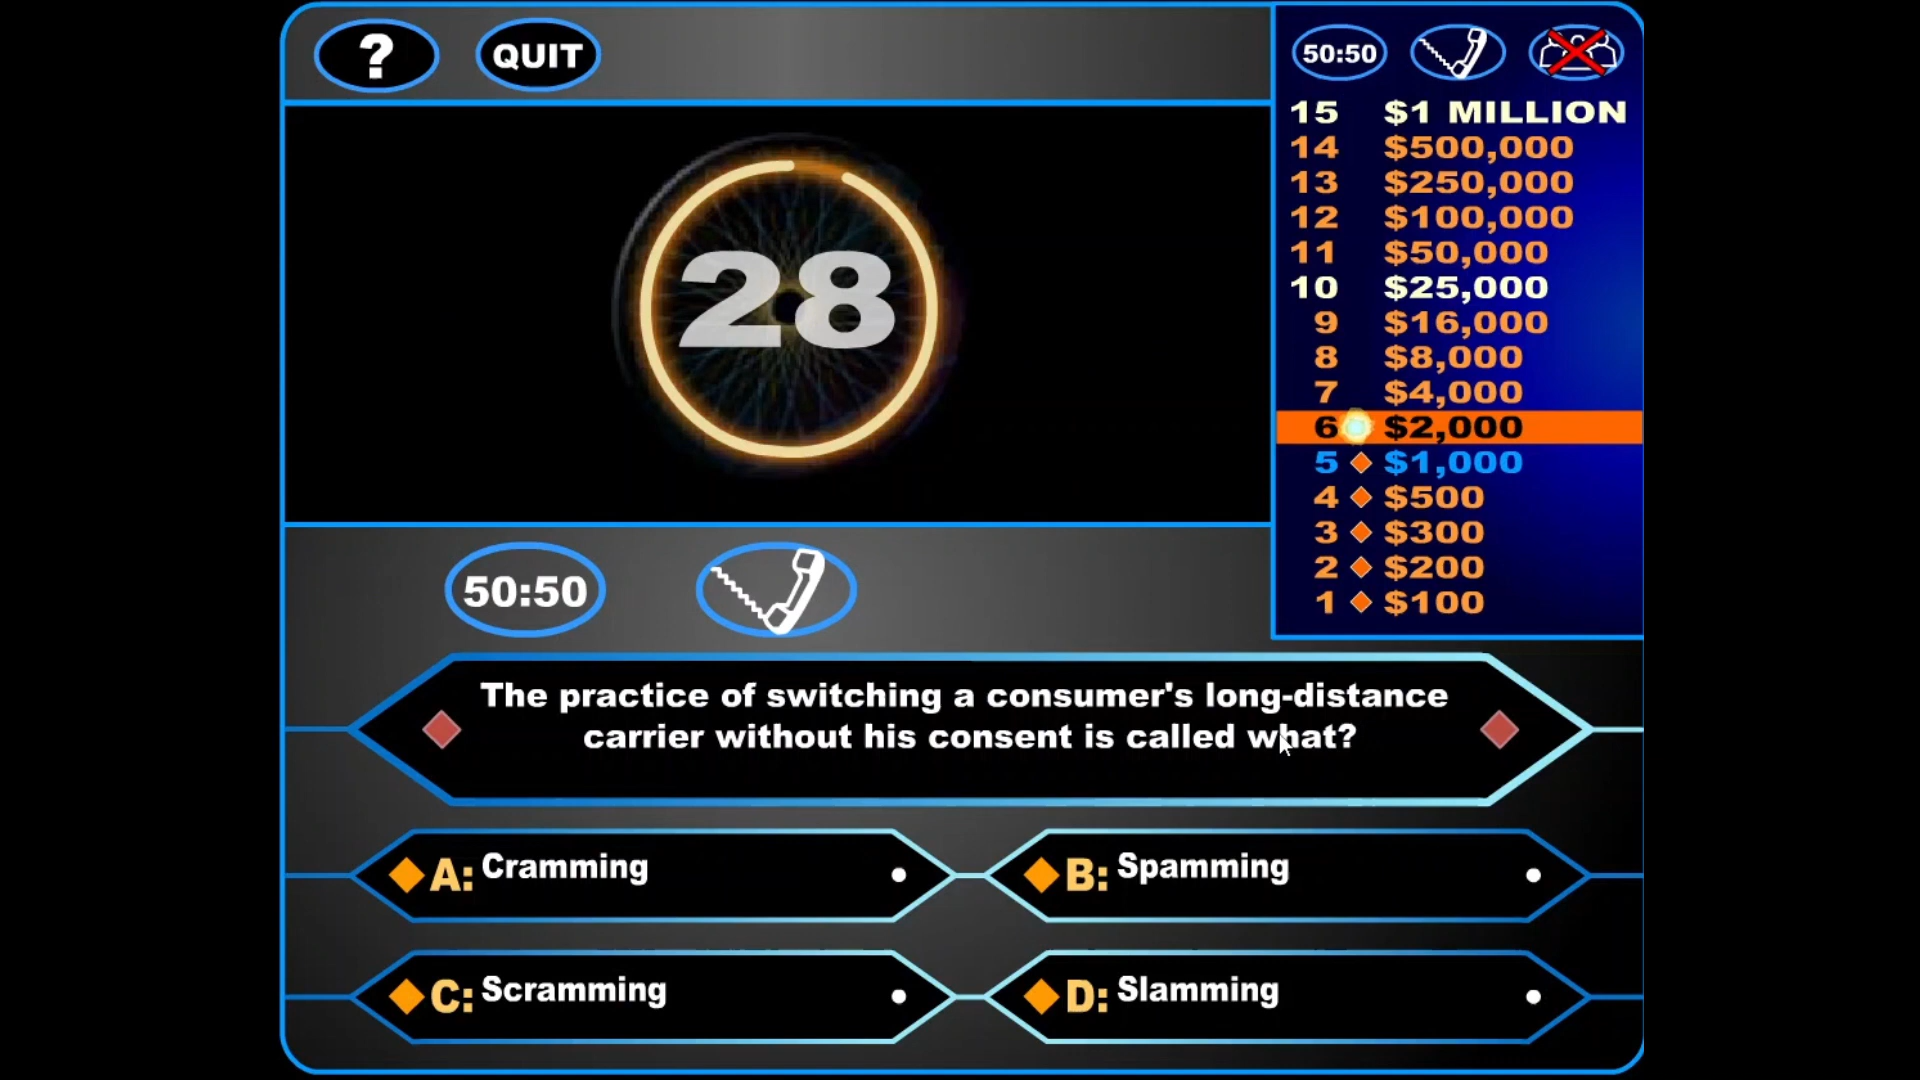 ?
QUIT
50:50
15 $1 MILLION
14 $500,000
13 $250,000
12 $100,000
11 $50,000
10 $25,000
9 $16,000
8 $8,000
7 $4,000
6 $2,000
5 $1,000
4 $500
3 $300
2 $200
1 $100
28
50:50
The practice of switching a consumer's long-distance
carrier without his consent is called what?
A: Cramming
B: Spamming
C: Scramming
D: Slamming